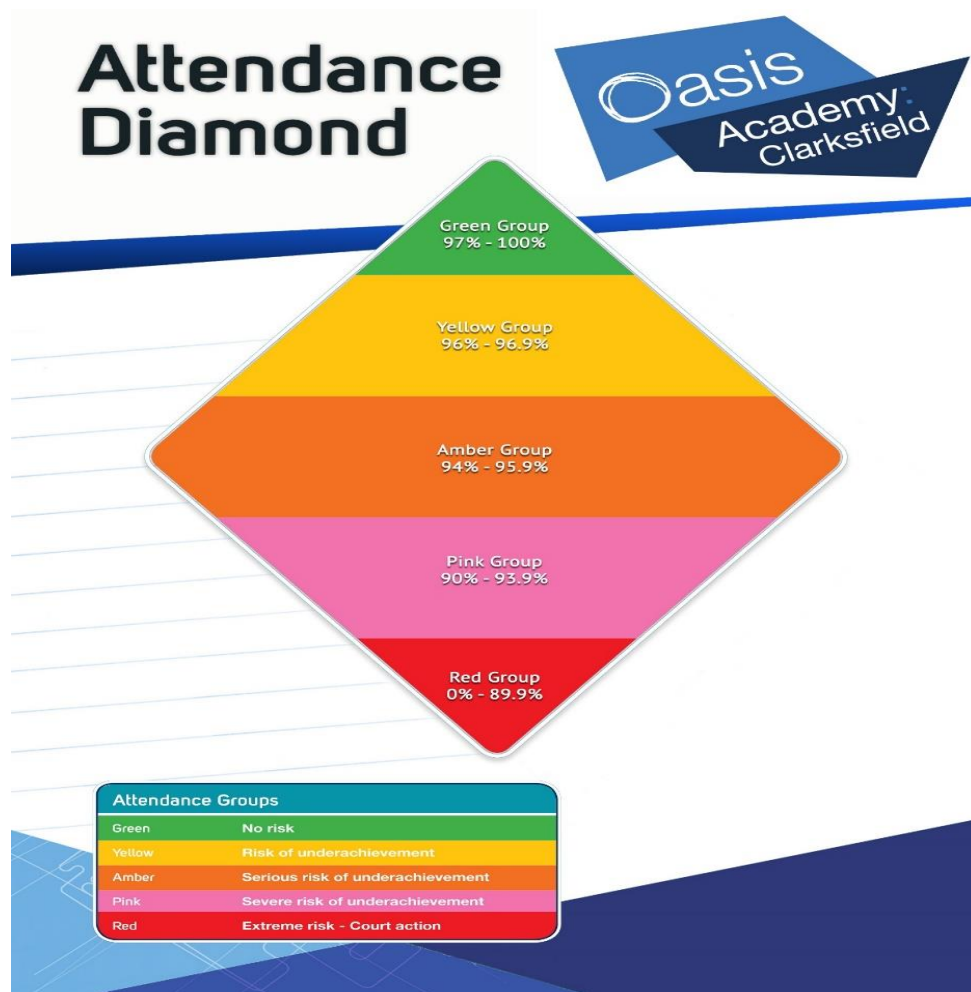 Attendance
Diamond
Oasis
Academy:
Clarksfield
Green Group
97% - 100%
Yellow Group
96% - 96.9%
Amber Group
94% - 95.9%
Pink Group
90% - 93.9%
Red Group
0% - 89.9%
Attendance Groups
Green No risk
Yellow Risk of underachievement
Amber Serious risk of underachievement
Pink Severe risk of underachievement
Red Extreme risk - Court action